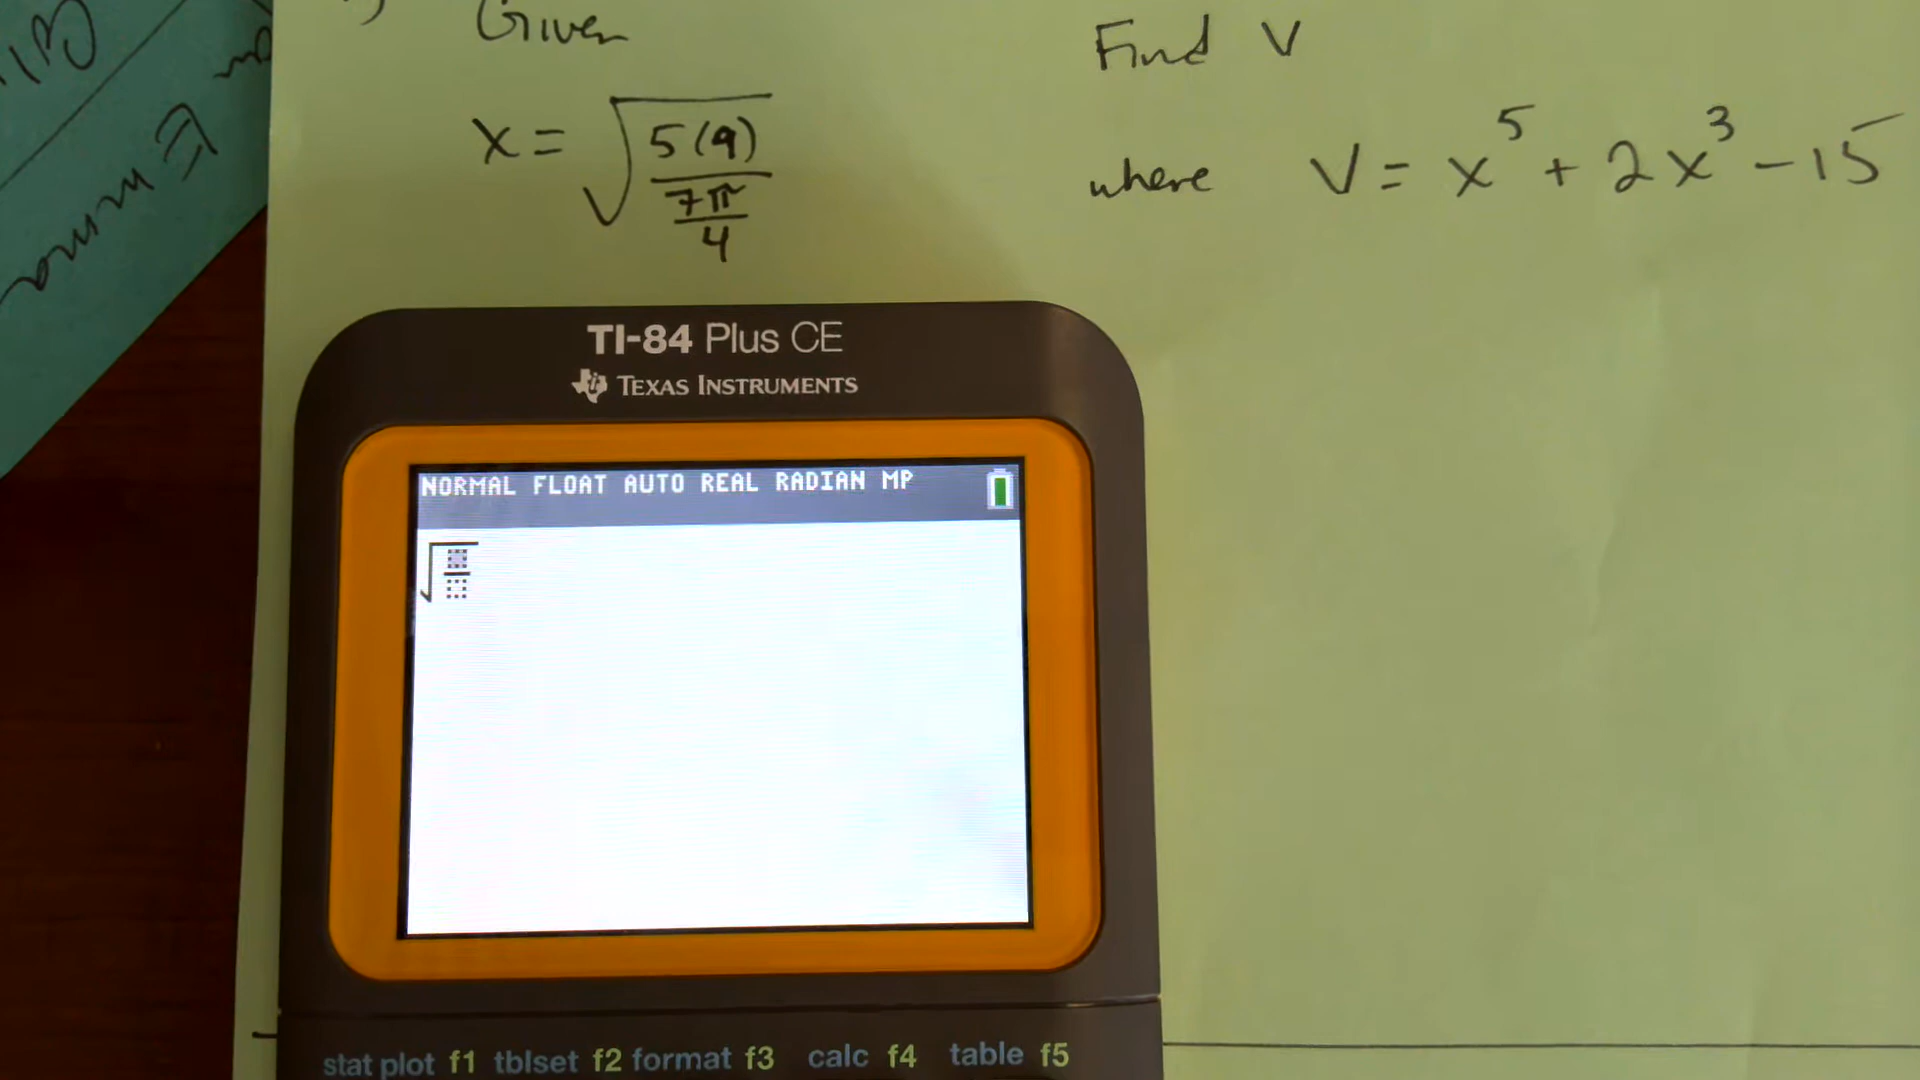 Given
Find V
x = √(5(9) / (7π/4))
where V = x⁵ + 2x³ - 15
Emma
TI-84 Plus CE
TEXAS INSTRUMENTS
NORMAL FLOAT AUTO REAL RADIAN MP
stat plot f1 tblset f2 format f3 calc f4 table f5